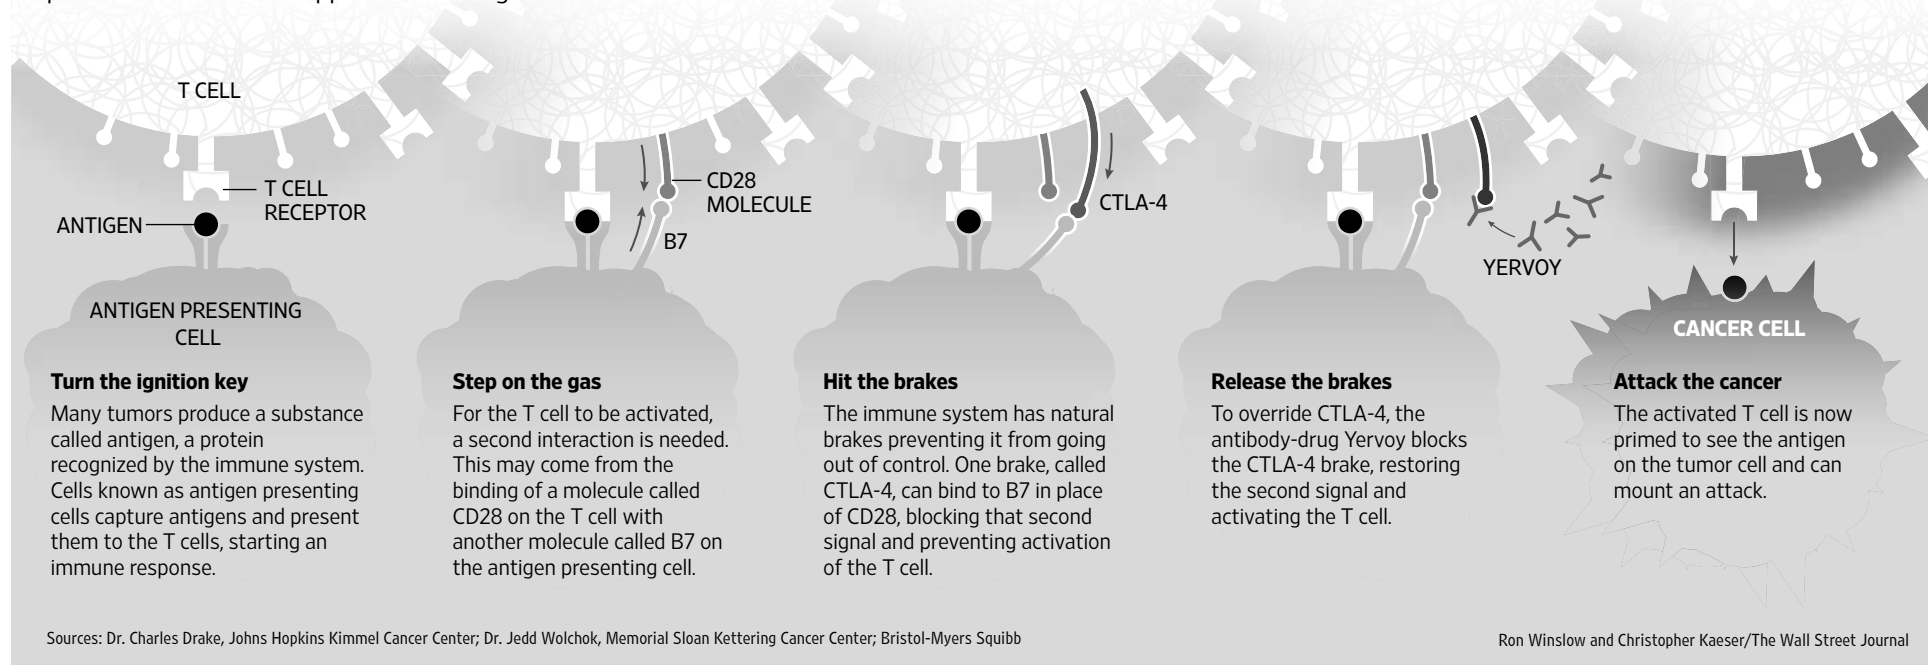 T CELL
T CELL
RECEPTOR
ANTIGEN
ANTIGEN PRESENTING
CELL
Turn the ignition key
Many tumors produce a substance
called antigen, a protein
recognized by the immune system.
Cells known as antigen presenting
cells capture antigens and present
them to the T cells, starting an
immune response.
CD28
MOLECULE
B7
Step on the gas
For the T cell to be activated,
a second interaction is needed.
This may come from the
binding of a molecule called
CD28 on the T cell with
another molecule called B7 on
the antigen presenting cell.
CTLA-4
Hit the brakes
The immune system has natural
brakes preventing it from going
out of control. One brake, called
CTLA-4, can bind to B7 in place
of CD28, blocking that second
signal and preventing activation
of the T cell.
YERVOY
Release the brakes
To override CTLA-4, the
antibody-drug Yervoy blocks
the CTLA-4 brake, restoring
the second signal and
activating the T cell.
CANCER CELL
Attack the cancer
The activated T cell is now
primed to see the antigen
on the tumor cell and can
mount an attack.
Sources: Dr. Charles Drake, Johns Hopkins Kimmel Cancer Center; Dr. Jedd Wolchok, Memorial Sloan Kettering Cancer Center; Bristol-Myers Squibb
Ron Winslow and Christopher Kaeser/The Wall Street Journal